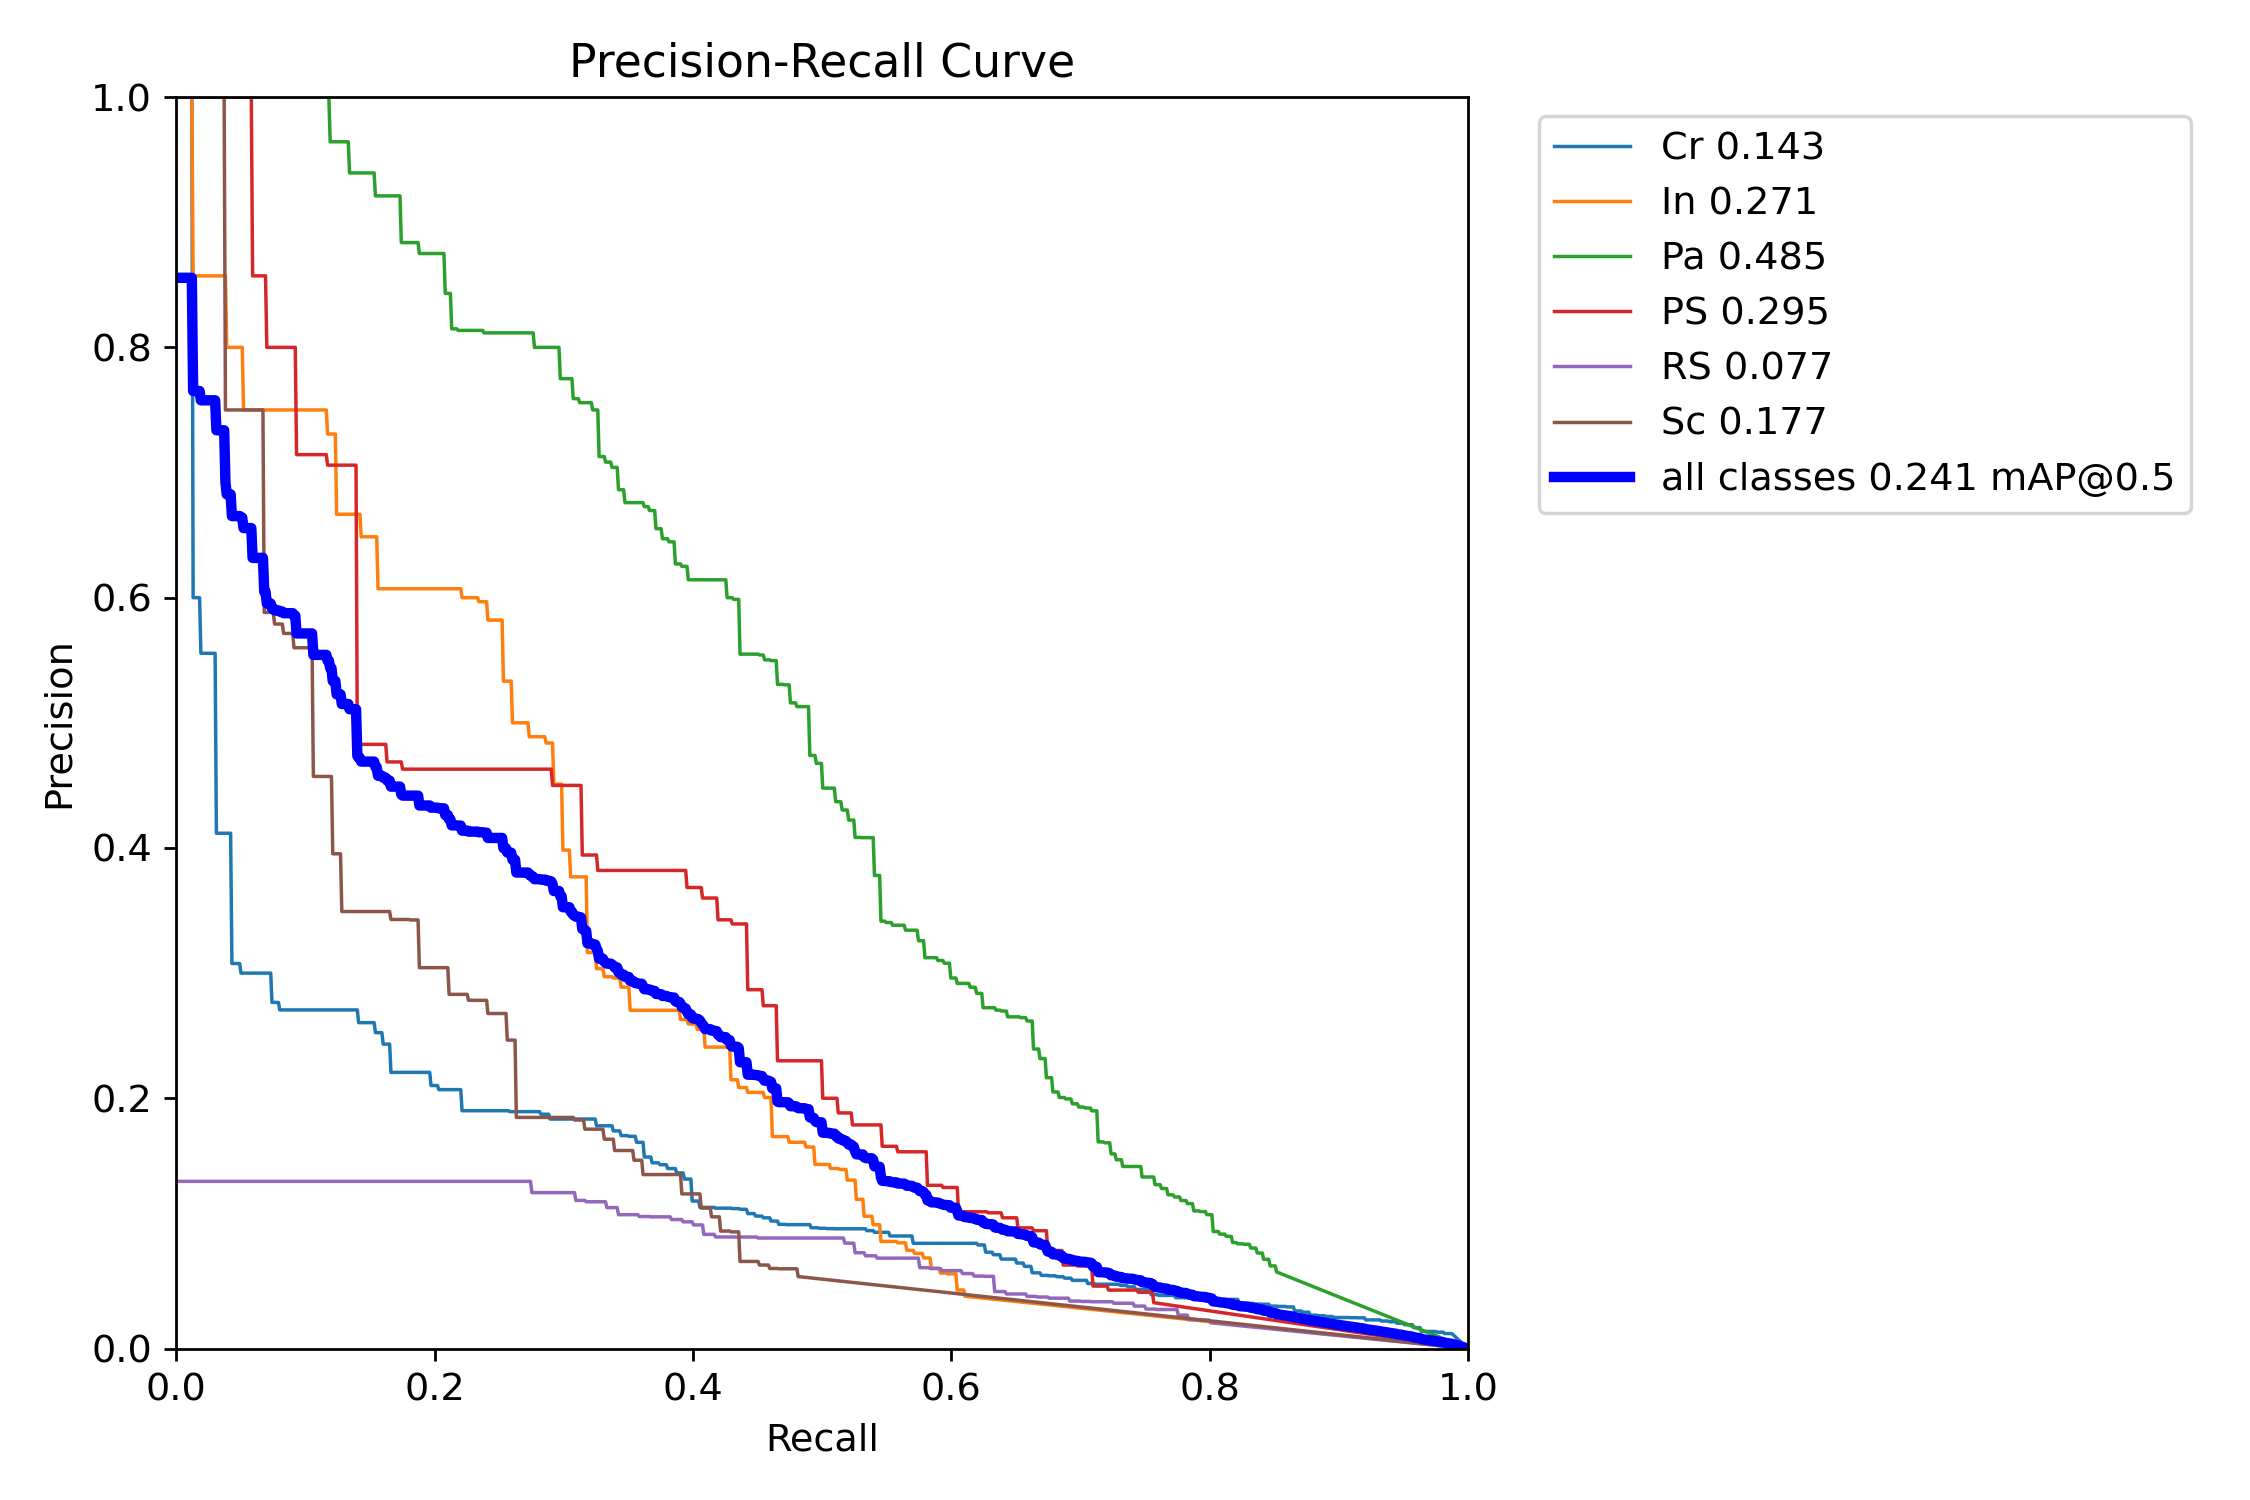 Precision-Recall Curve
1.0
0.8
0.6
0.4
0.2
0.0
Precision
0.0 0.2 0.4 0.6 0.8 1.0
Recall
Cr 0.143
In 0.271
Pa 0.485
PS 0.295
RS 0.077
Sc 0.177
all classes 0.241 mAP@0.5